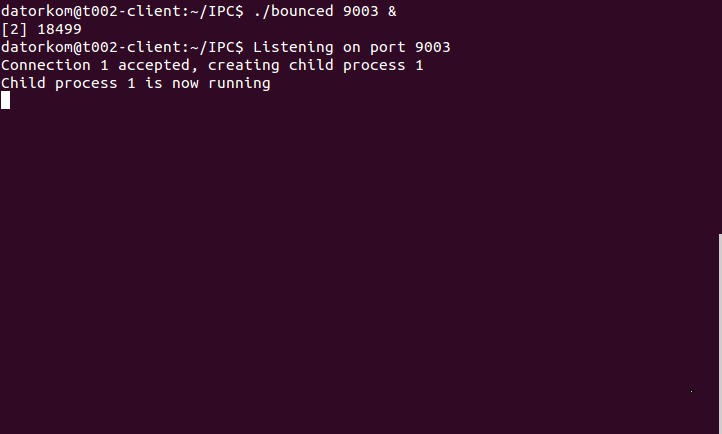 datorkom@t002-client:~/IPC$ ./bounced 9003 &
[2] 18499
datorkom@t002-client:~/IPC$ Listening on port 9003
Connection 1 accepted, creating child process 1
Child process 1 is now running